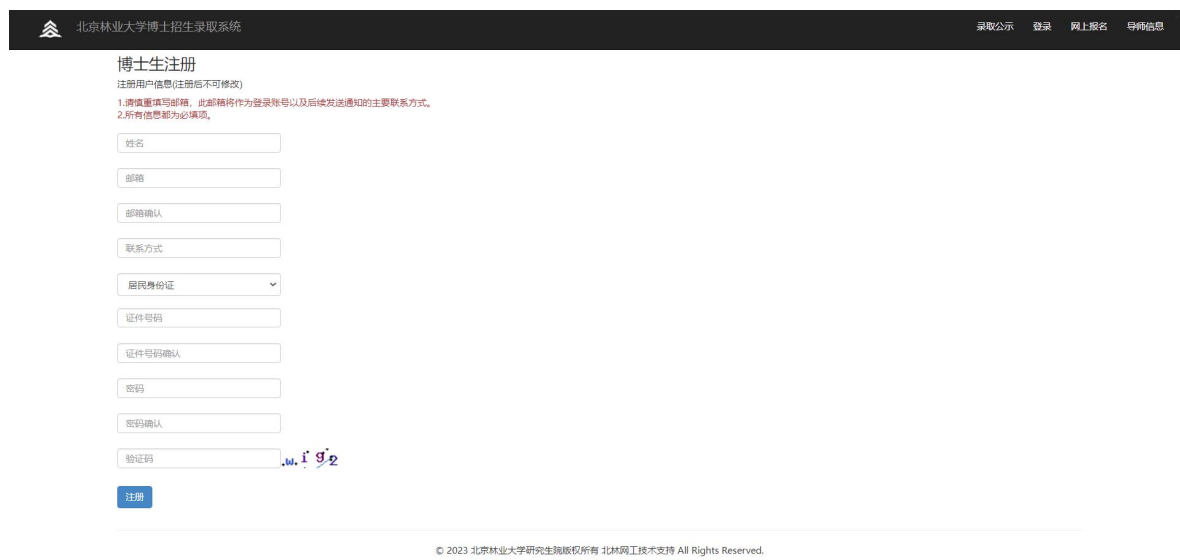 北京林业大学博士招生录取系统
录取公示 登录 网上报名 导师信息
博士生注册
注册用户信息(注册后不可修改)
1.请慎重填写邮箱，此邮箱将作为登录账号以及后续发送通知的主要联系方式。
2.所有信息都为必填项。
姓名
邮箱
邮箱确认
联系方式
居民身份证
证件号码
证件号码确认
密码
密码确认
验证码 wig2
注册
© 2023 北京林业大学研究生院版权所有 北林网工技术支持 All Rights Reserved.